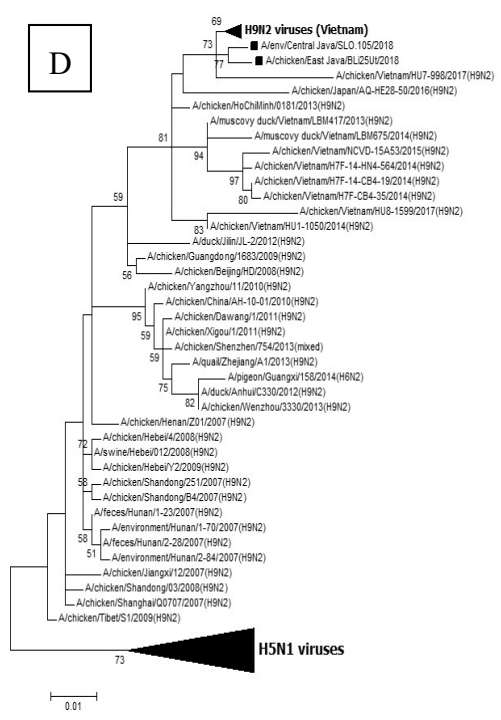 D
69
H9N2 viruses (Vietnam)
73
A/env/Central Java/SLO.105/2018
77
A/chicken/East Java/BLi25Ut/2018
A/chicken/Vietnam/HU7-998/2017(H9N2)
A/chicken/Japan/AQ-HE28-50/2016(H9N2)
A/chicken/HoChiMinh/0181/2013(H9N2)
81
A/muscovy duck/Vietnam/LBM417/2013(H9N2)
A/muscovy duck/Vietnam/LBM675/2014(H9N2)
94
A/chicken/Vietnam/NCVD-15A53/2015(H9N2)
A/chicken/Vietnam/H7F-14-HN4-564/2014(H9N2)
97
A/chicken/Vietnam/H7F-14-CB4-19/2014(H9N2)
80
A/chicken/Vietnam/H7F-CB4-35/2014(H9N2)
59
A/chicken/Vietnam/HU8-1599/2017(H9N2)
83
A/chicken/Vietnam/HU1-1050/2014(H9N2)
A/duck/Jilin/JL-2/2012(H9N2)
A/chicken/Guangdong/1683/2009(H9N2)
56
A/chicken/Beijing/HD/2008(H9N2)
A/chicken/Yangzhou/11/2010(H9N2)
95
A/chicken/China/AH-10-01/2010(H9N2)
A/chicken/Dawang/1/2011(H9N2)
59
A/chicken/Xigou/1/2011(H9N2)
A/chicken/Shenzhen/754/2013(mixed)
59
A/quail/Zhejiang/A1/2013(H9N2)
A/pigeon/Guangxi/158/2014(H6N2)
75
A/duck/Anhui/C330/2012(H9N2)
82
A/chicken/Wenzhou/3330/2013(H9N2)
A/chicken/Henan/Z01/2007(H9N2)
A/chicken/Hebei/4/2008(H9N2)
72
A/swine/Hebei/012/2008(H9N2)
A/chicken/Hebei/Y2/2009(H9N2)
58
A/chicken/Shandong/251/2007(H9N2)
A/chicken/Shandong/B4/2007(H9N2)
A/feces/Hunan/1-23/2007(H9N2)
A/environment/Hunan/1-70/2007(H9N2)
58
A/feces/Hunan/2-28/2007(H9N2)
51
A/environment/Hunan/2-84/2007(H9N2)
A/chicken/Jiangxi/12/2007(H9N2)
A/chicken/Shandong/03/2008(H9N2)
A/chicken/Shanghai/Q0707/2007(H9N2)
A/chicken/Tibet/S1/2009(H9N2)
H5N1 viruses
73
0.01